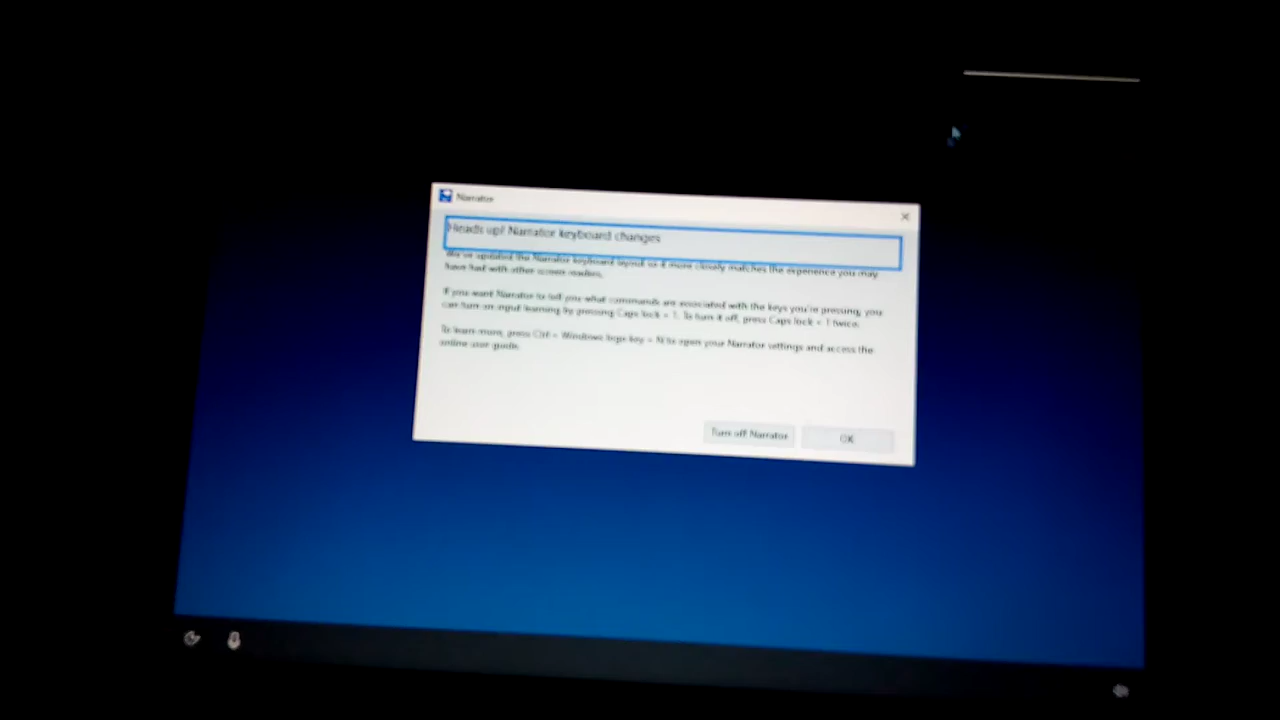 Narrator
Heads up! Narrator keyboard changes
We've updated the Narrator keyboard layout so it more closely matches the experience you may
have had with other screen readers.
If you want Narrator to tell you what commands are associated with the keys you're pressing, you
can turn on input learning by pressing Caps lock + 1. To turn it off, press Caps lock + 1 twice.
To learn more, press Ctrl + Windows logo key + N to open your Narrator settings and access the
online user guide.
Turn off Narrator
OK